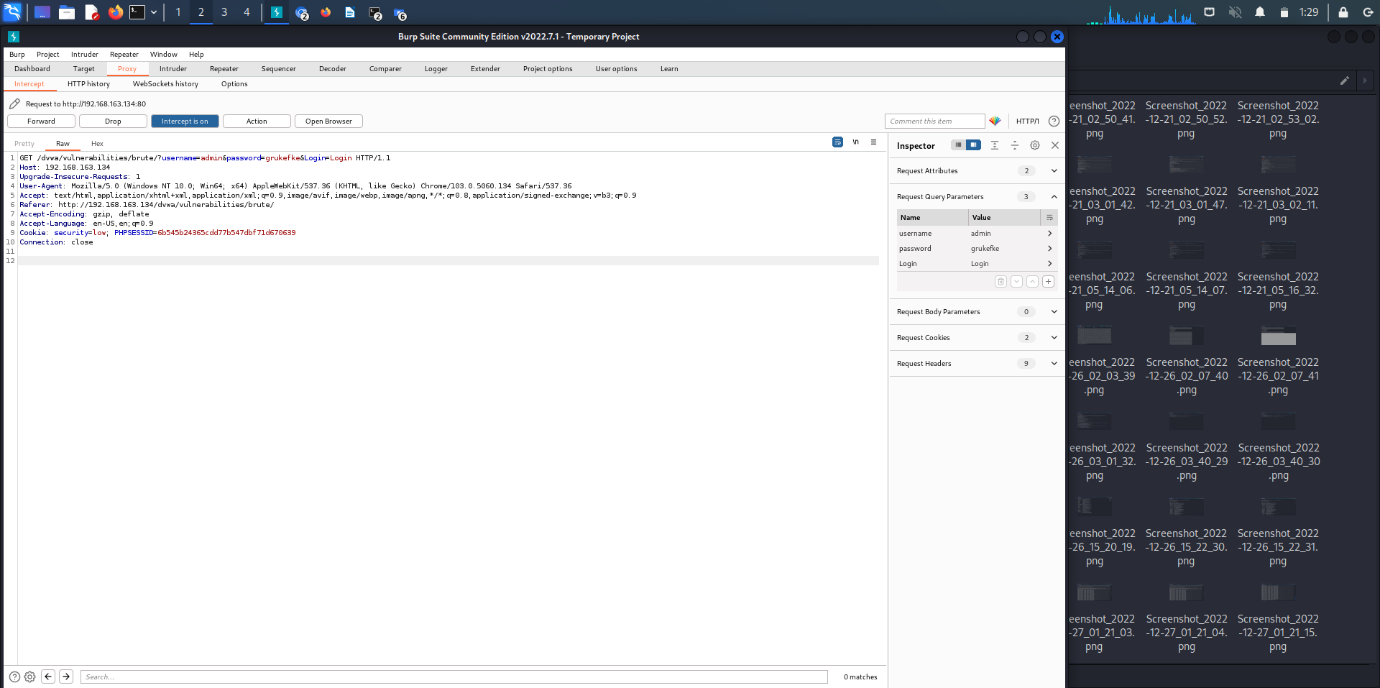 1 2 3 4 2 2 6 1:29
Burp Suite Community Edition v2022.7.1 - Temporary Project
Burp Project Intruder Repeater Window Help
Dashboard Target Proxy Intruder Repeater Sequencer Decoder Comparer Logger Extender Project options User options Learn
Intercept HTTP history WebSockets history Options
Request to http://192.168.163.134:80
Forward Drop Intercept is on Action Open Browser Comment this item HTTP/1 ?
Pretty Raw Hex \n
1 GET /dvwa/vulnerabilities/brute/?username=admin&password=grukefke&Login=Login HTTP/1.1
2 Host: 192.168.163.134
3 Upgrade-Insecure-Requests: 1
4 User-Agent: Mozilla/5.0 (Windows NT 10.0; Win64; x64) AppleWebKit/537.36 (KHTML, like Gecko) Chrome/103.0.5060.134 Safari/537.36
5 Accept: text/html,application/xhtml+xml,application/xml;q=0.9,image/avif,image/webp,image/apng,*/*;q=0.8,application/signed-exchange;v=b3;q=0.9
6 Referer: http://192.168.163.134/dvwa/vulnerabilities/brute/
7 Accept-Encoding: gzip, deflate
8 Accept-Language: en-US,en;q=0.9
9 Cookie: security=low; PHPSESSID=6b545b24365cdd77b547dbf71d670639
10 Connection: close
11
12
Inspector
Request Attributes 2
Request Query Parameters 3
Name Value
username admin
password grukefke
Login Login
Request Body Parameters 0
Request Cookies 2
Request Headers 9
? Search... 0 matches
eenshot_2022 Screenshot_2022 Screenshot_2022
-21_02_50_41. -12-21_02_50_52. -12-21_02_53_02.
png png png
eenshot_2022 Screenshot_2022 Screenshot_2022
-21_03_01_42. -12-21_03_01_47. -12-21_03_02_11.
png png png
eenshot_2022 Screenshot_2022 Screenshot_2022
-21_05_14_06. -12-21_05_14_07. -12-21_05_16_32.
png png png
eenshot_2022 Screenshot_2022 Screenshot_2022
-26_02_03_39 -12-26_02_07_40 -12-26_02_07_41
.png .png .png
eenshot_2022 Screenshot_2022 Screenshot_2022
-26_03_01_32. -12-26_03_40_29 -12-26_03_40_30
png .png .png
eenshot_2022 Screenshot_2022 Screenshot_2022
-26_15_20_19. -12-26_15_22_30. -12-26_15_22_31.
png png png
eenshot_2022 Screenshot_2022 Screenshot_2022
-27_01_21_03. -12-27_01_21_04. -12-27_01_21_15.
png png png